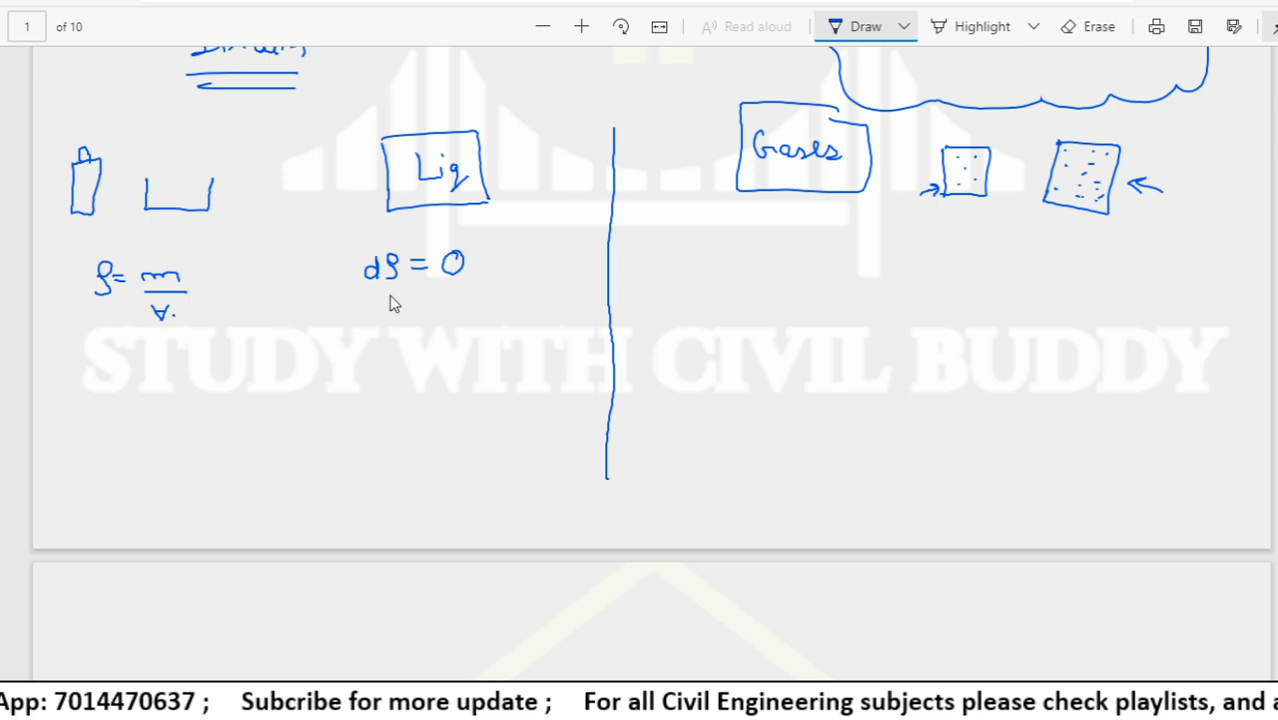 1 of 10
Read aloud Draw Highlight Erase
Liq
Gases
ρ = m / V
dρ = 0
STUDY WITH CIVIL BUDDY
App: 7014470637 ; Subcribe for more update ; For all Civil Engineering subjects please check playlists, and a